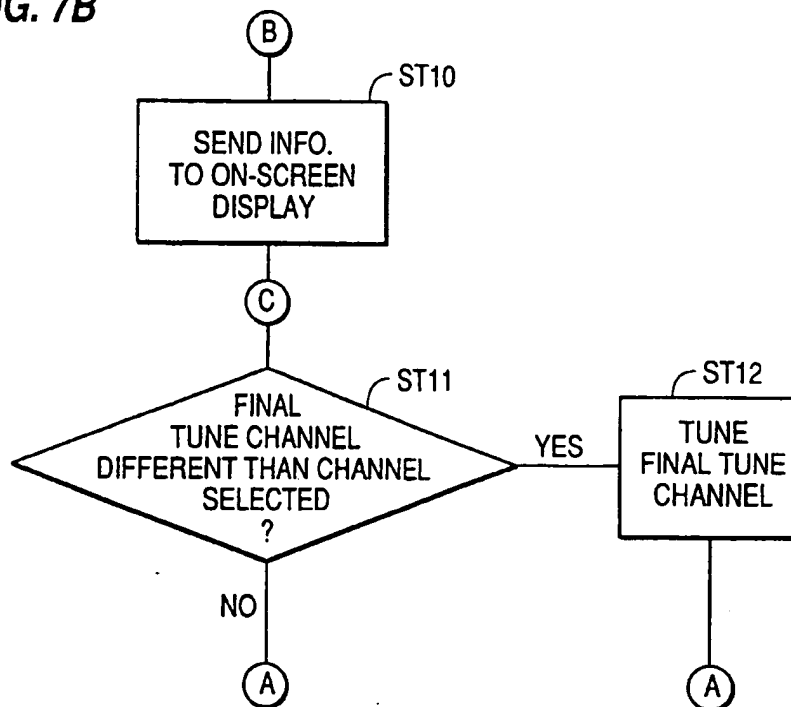 G. 7B
B
ST10
SEND INFO.
TO ON-SCREEN
DISPLAY
C
ST11
FINAL
TUNE CHANNEL
DIFFERENT THAN CHANNEL
SELECTED
?
YES
ST12
TUNE
FINAL TUNE
CHANNEL
NO
A
A